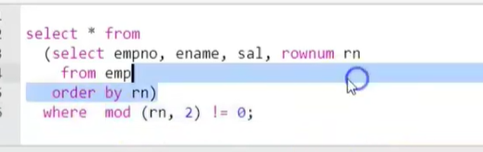 select * from
(select empno, ename, sal, rownum rn
from emp
order by rn)
where mod (rn, 2) != 0;